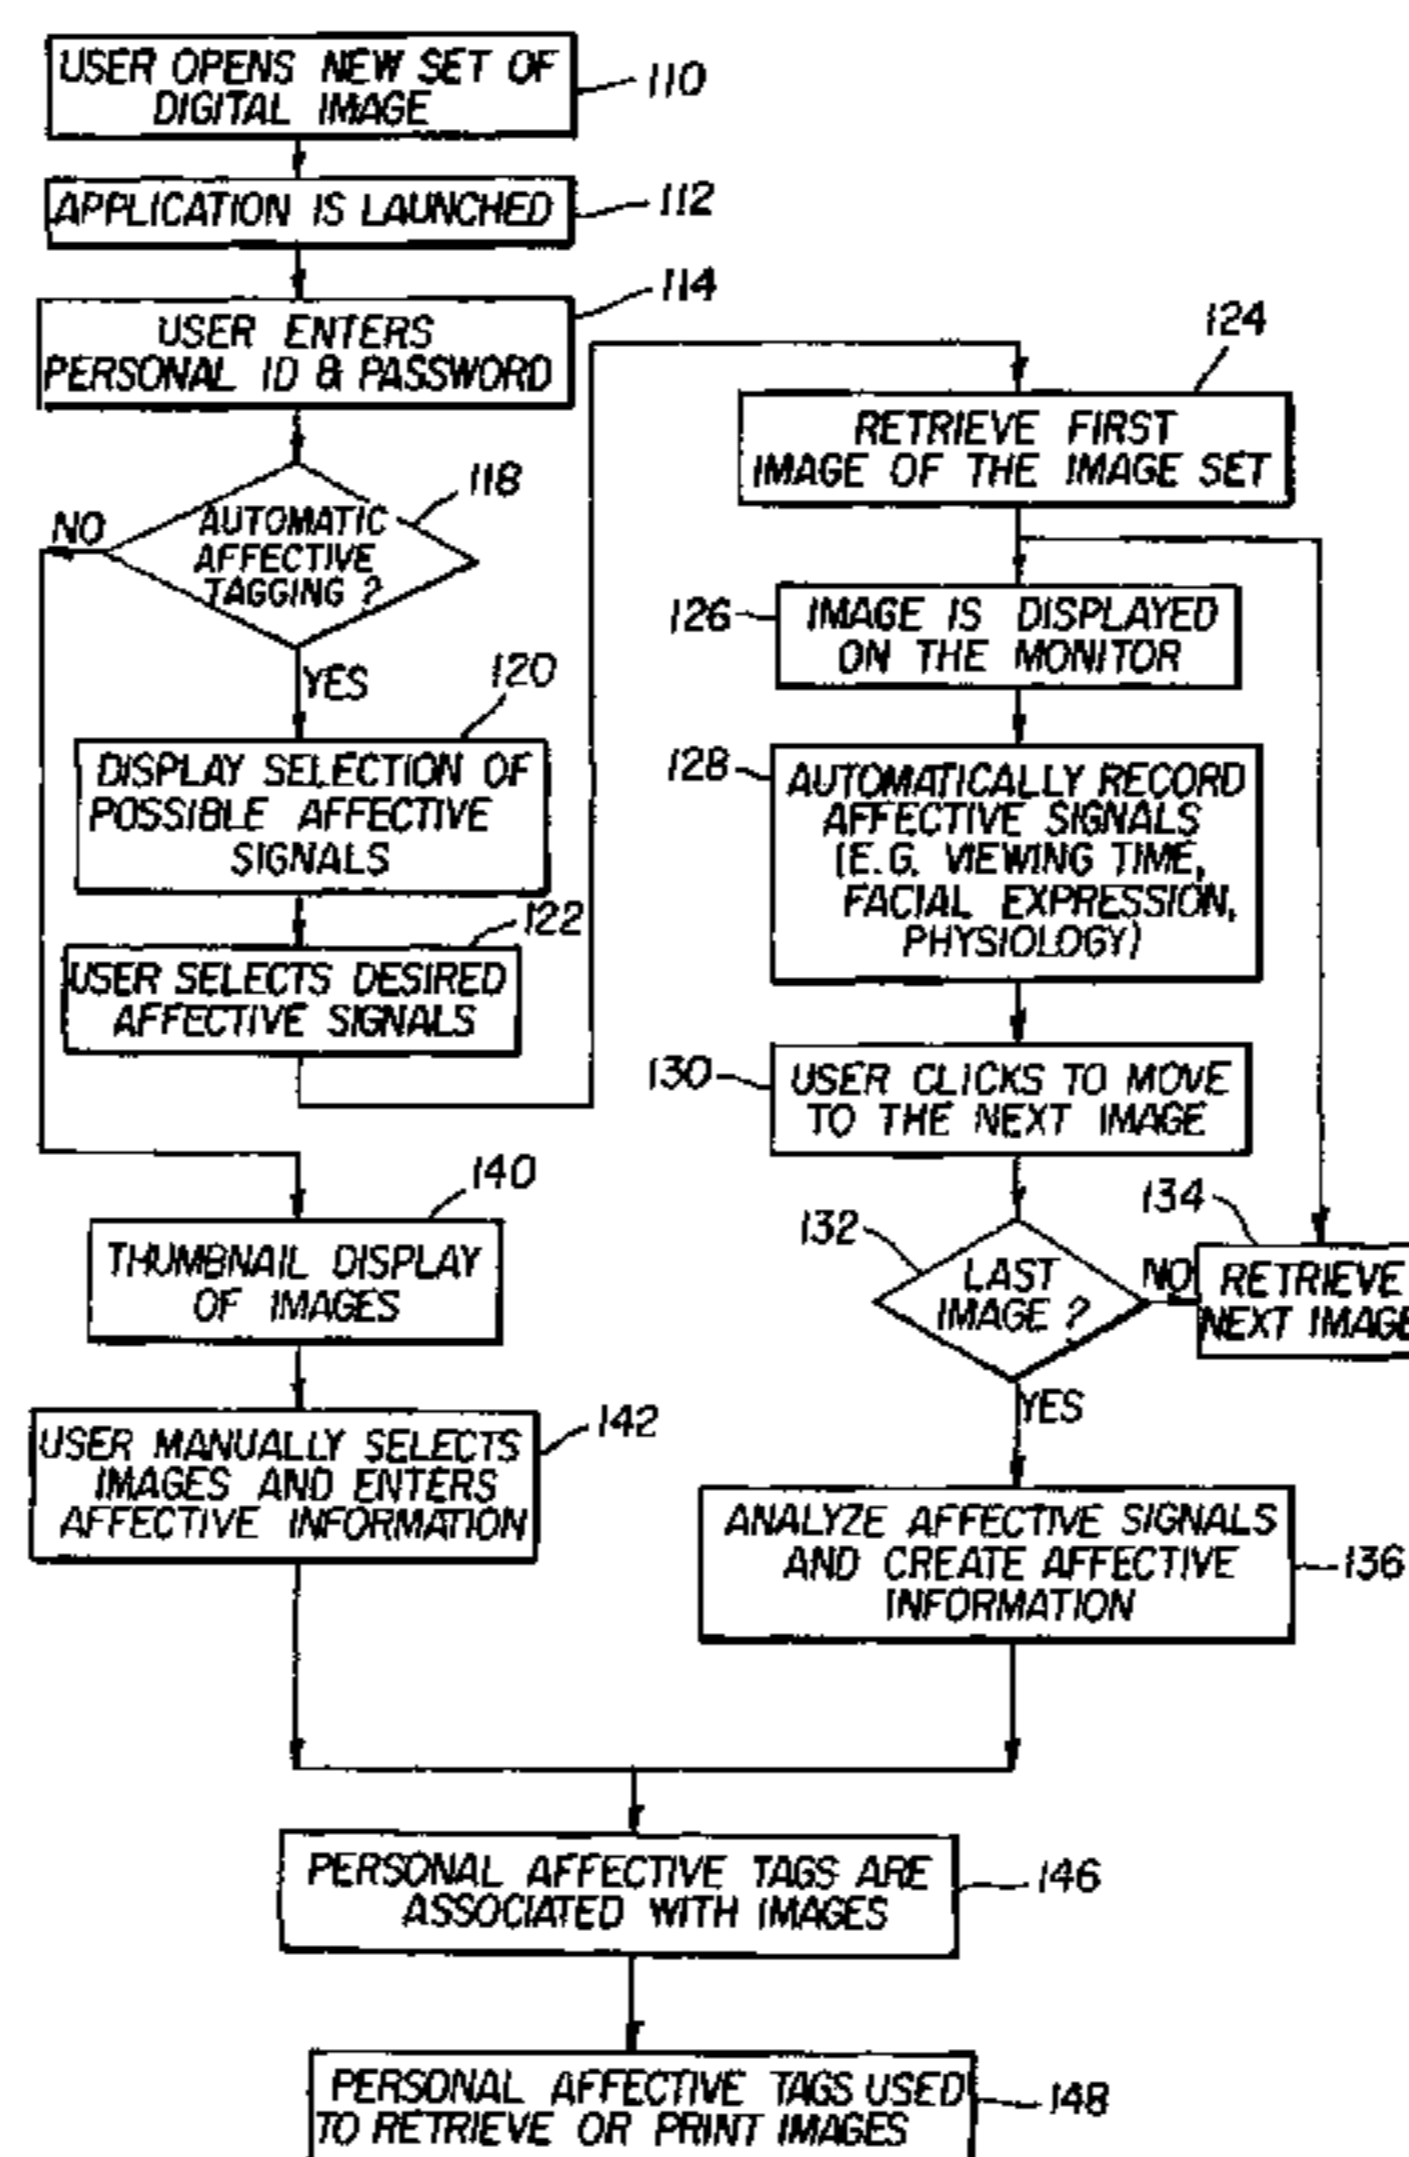 USER OPENS NEW SET OF
DIGITAL IMAGE
110
APPLICATION IS LAUNCHED
112
114
USER ENTERS
PERSONAL ID & PASSWORD
118
NO
AUTOMATIC
AFFECTIVE
TAGGING ?
YES
120
DISPLAY SELECTION OF
POSSIBLE AFFECTIVE
SIGNALS
122
USER SELECTS DESIRED
AFFECTIVE SIGNALS
124
RETRIEVE FIRST
IMAGE OF THE IMAGE SET
126
IMAGE IS DISPLAYED
ON THE MONITOR
128
AUTOMATICALLY RECORD
AFFECTIVE SIGNALS
(E.G. VIEWING TIME,
FACIAL EXPRESSION,
PHYSIOLOGY)
130
USER CLICKS TO MOVE
TO THE NEXT IMAGE
132
LAST
IMAGE ?
NO
134
RETRIEVE
NEXT IMAGE
YES
ANALYZE AFFECTIVE SIGNALS
AND CREATE AFFECTIVE
INFORMATION
136
140
THUMBNAIL DISPLAY
OF IMAGES
142
USER MANUALLY SELECTS
IMAGES AND ENTERS
AFFECTIVE INFORMATION
PERSONAL AFFECTIVE TAGS ARE
ASSOCIATED WITH IMAGES
146
PERSONAL AFFECTIVE TAGS USED
TO RETRIEVE OR PRINT IMAGES
148